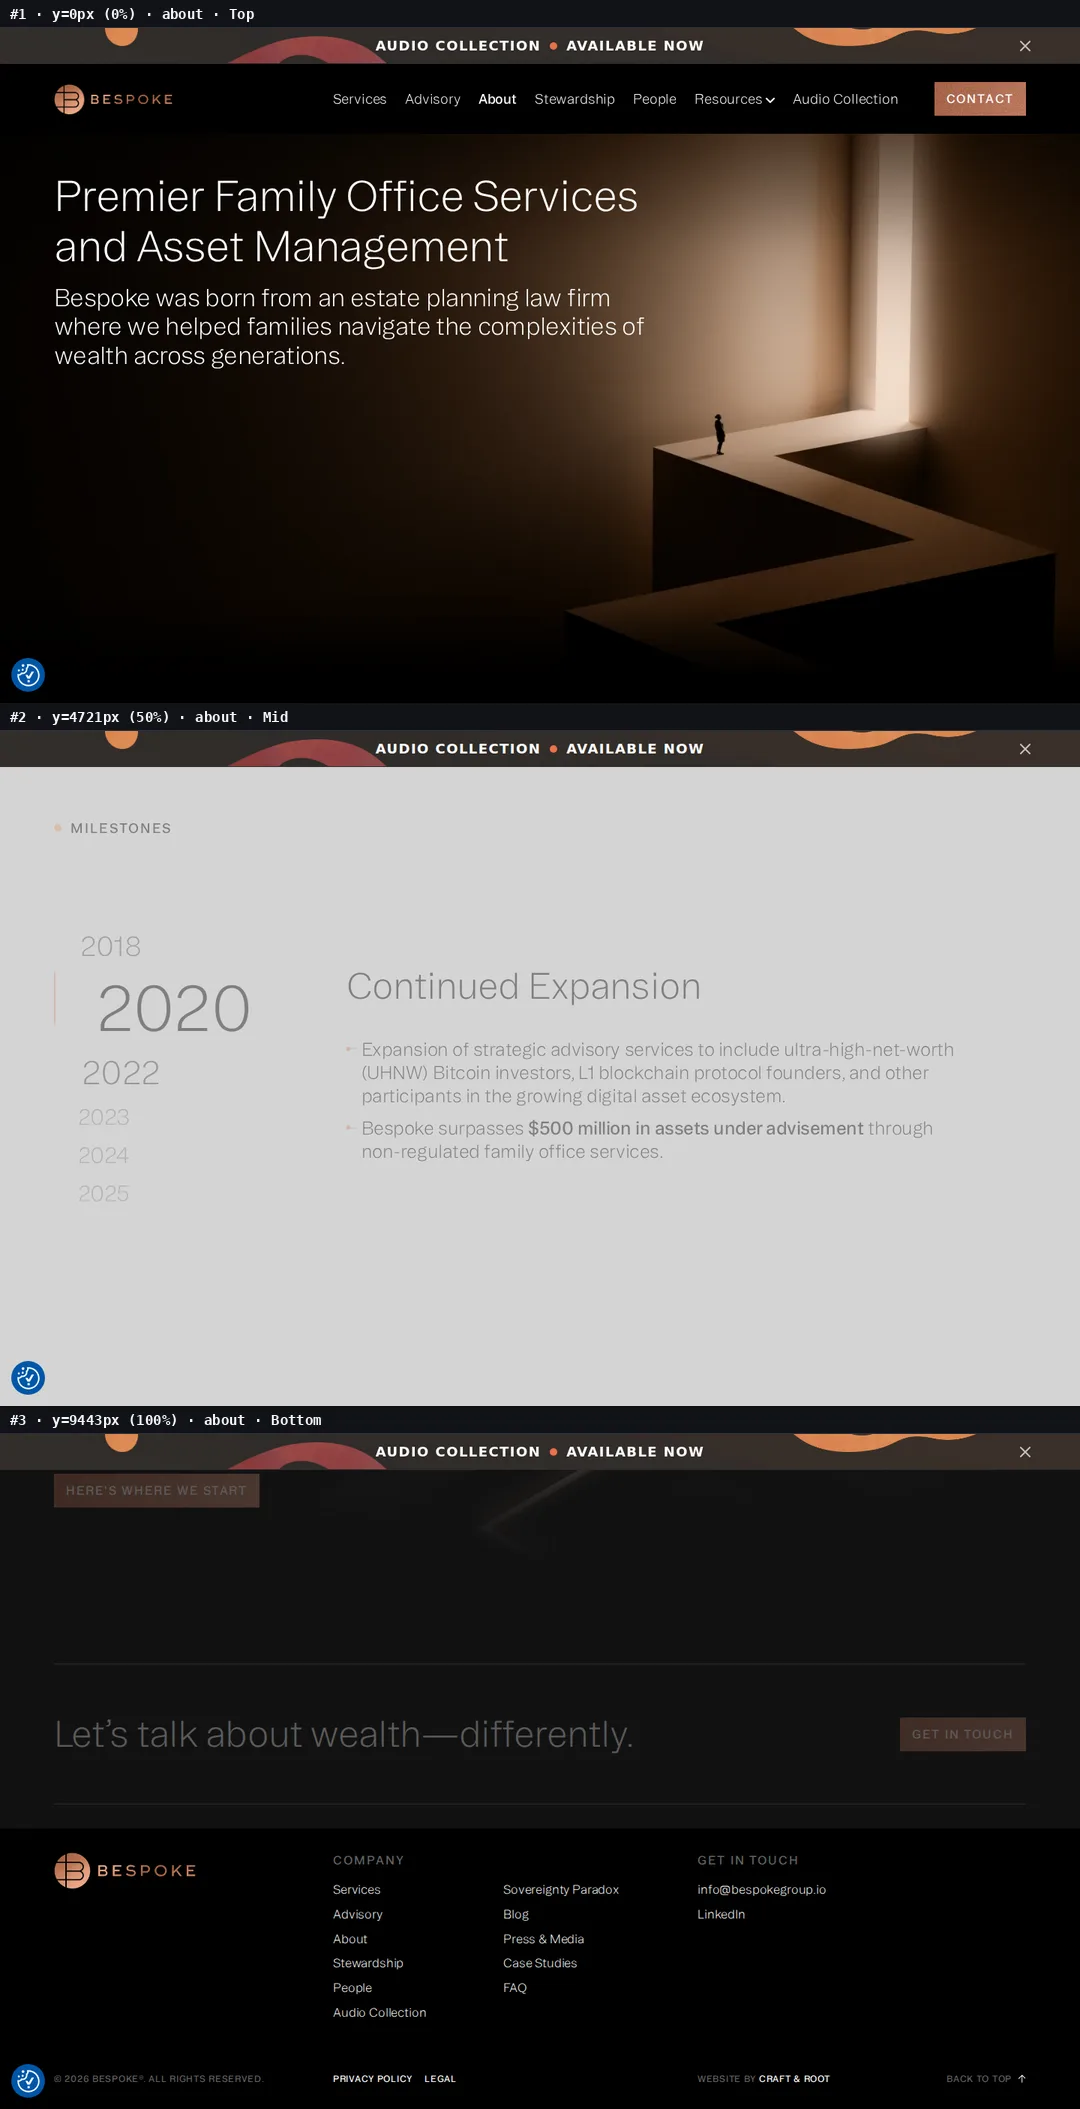 #1 · y=0px (0%) · about · Top
AUDIO COLLECTION • AVAILABLE NOW
BESPOKE
Services Advisory About Stewardship People Resources Audio Collection CONTACT
Premier Family Office Services
and Asset Management
Bespoke was born from an estate planning law firm
where we helped families navigate the complexities of
wealth across generations.
#2 · y=4721px (50%) · about · Mid
AUDIO COLLECTION • AVAILABLE NOW
MILESTONES
2018
2020
2022
2023
2024
2025
Continued Expansion
Expansion of strategic advisory services to include ultra-high-net-worth
(UHNW) Bitcoin investors, L1 blockchain protocol founders, and other
participants in the growing digital asset ecosystem.
Bespoke surpasses $500 million in assets under advisement through
non-regulated family office services.
#3 · y=9443px (100%) · about · Bottom
AUDIO COLLECTION • AVAILABLE NOW
HERE'S WHERE WE START
Let's talk about wealth—differently.
GET IN TOUCH
BESPOKE
COMPANY
Services
Advisory
About
Stewardship
People
Audio Collection
Sovereignty Paradox
Blog
Press & Media
Case Studies
FAQ
GET IN TOUCH
info@bespokegroup.io
LinkedIn
© 2026 BESPOKE®. ALL RIGHTS RESERVED.
PRIVACY POLICY LEGAL
WEBSITE BY CRAFT & ROOT
BACK TO TOP ↑